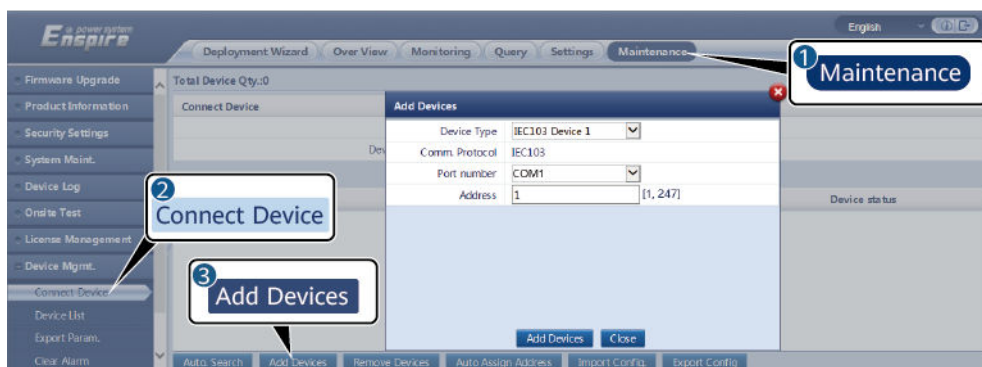 e power system
Enspire
English
Deployment Wizard Over View Monitoring Query Settings Maintenance
1 Maintenance
Firmware Upgrade
Product Information
Security Settings
System Maint.
Device Log
Onsite Test
License Management
Device Mgmt.
Connect Device
Device List
Export Param.
Clear Alarm
Total Device Qty.:0
Connect Device
Dev
Device status
Add Devices
Device Type IEC103 Device 1
Comm. Protocol IEC103
Port number COM1
Address 1 [1, 247]
Add Devices Close
2 Connect Device
3 Add Devices
Auto. Search Add Devices Remove Devices Auto Assign Address Import Config. Export Config